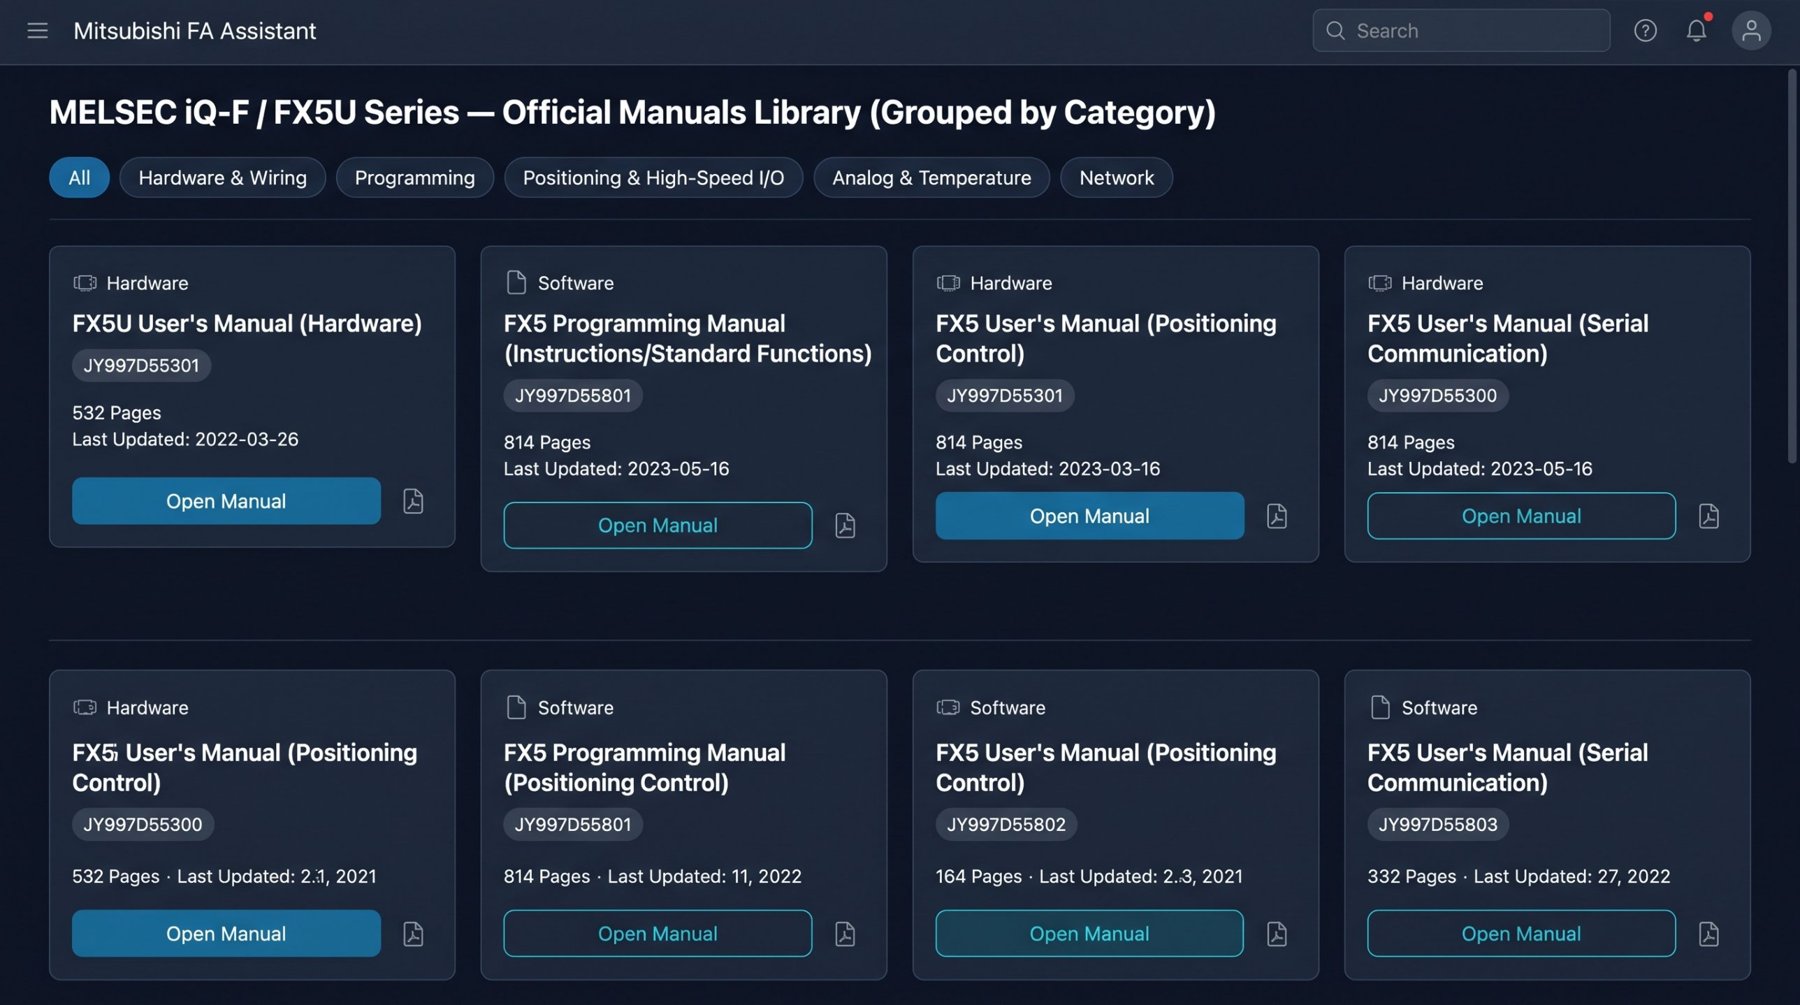 Mitsubishi FA Assistant
Search
MELSEC iQ-F / FX5U Series — Official Manuals Library (Grouped by Category)
All
Hardware & Wiring
Programming
Positioning & High-Speed I/O
Analog & Temperature
Network
Hardware
FX5U User's Manual (Hardware)
JY997D55301
532 Pages
Last Updated: 2022-03-26
Open Manual
Software
FX5 Programming Manual
(Instructions/Standard Functions)
JY997D55801
814 Pages
Last Updated: 2023-05-16
Open Manual
Hardware
FX5 User's Manual (Positioning
Control)
JY997D55301
814 Pages
Last Updated: 2023-03-16
Open Manual
Hardware
FX5 User's Manual (Serial
Communication)
JY997D55300
814 Pages
Last Updated: 2023-05-16
Open Manual
Hardware
User's Manual (Positioning
Control)
JY997D55300
532 Pages · Last Updated: 2021
Open Manual
Software
FX5 Programming Manual
(Positioning Control)
JY997D55801
814 Pages · Last Updated: 11, 2022
Open Manual
Software
FX5 User's Manual (Positioning
Control)
JY997D55802
164 Pages · Last Updated: 2021
Open Manual
Software
FX5 User's Manual (Serial
Communication)
JY997D55803
332 Pages · Last Updated: 27, 2022
Open Manual